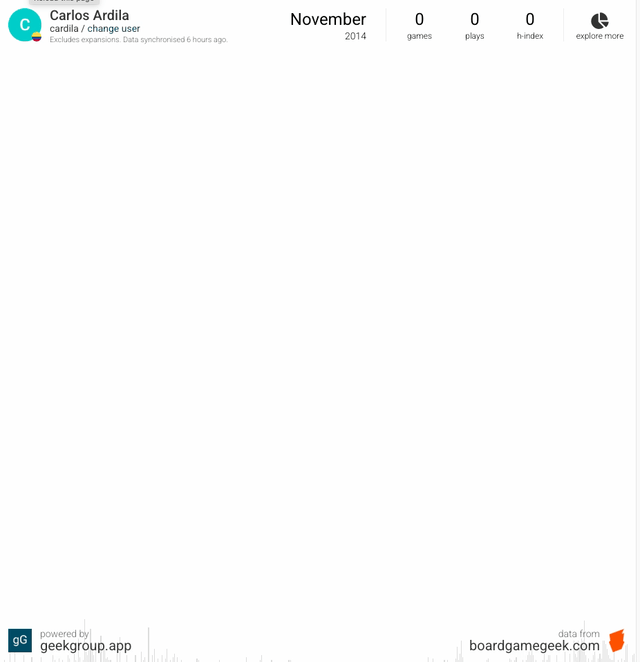 C
Carlos Ardila
cardila / change user
Excludes expansions. Data synchronised 6 hours ago.
November
2014
0
games
0
plays
0
h-index
explore more
gG
powered by
geekgroup.app
data from
boardgamegeek.com